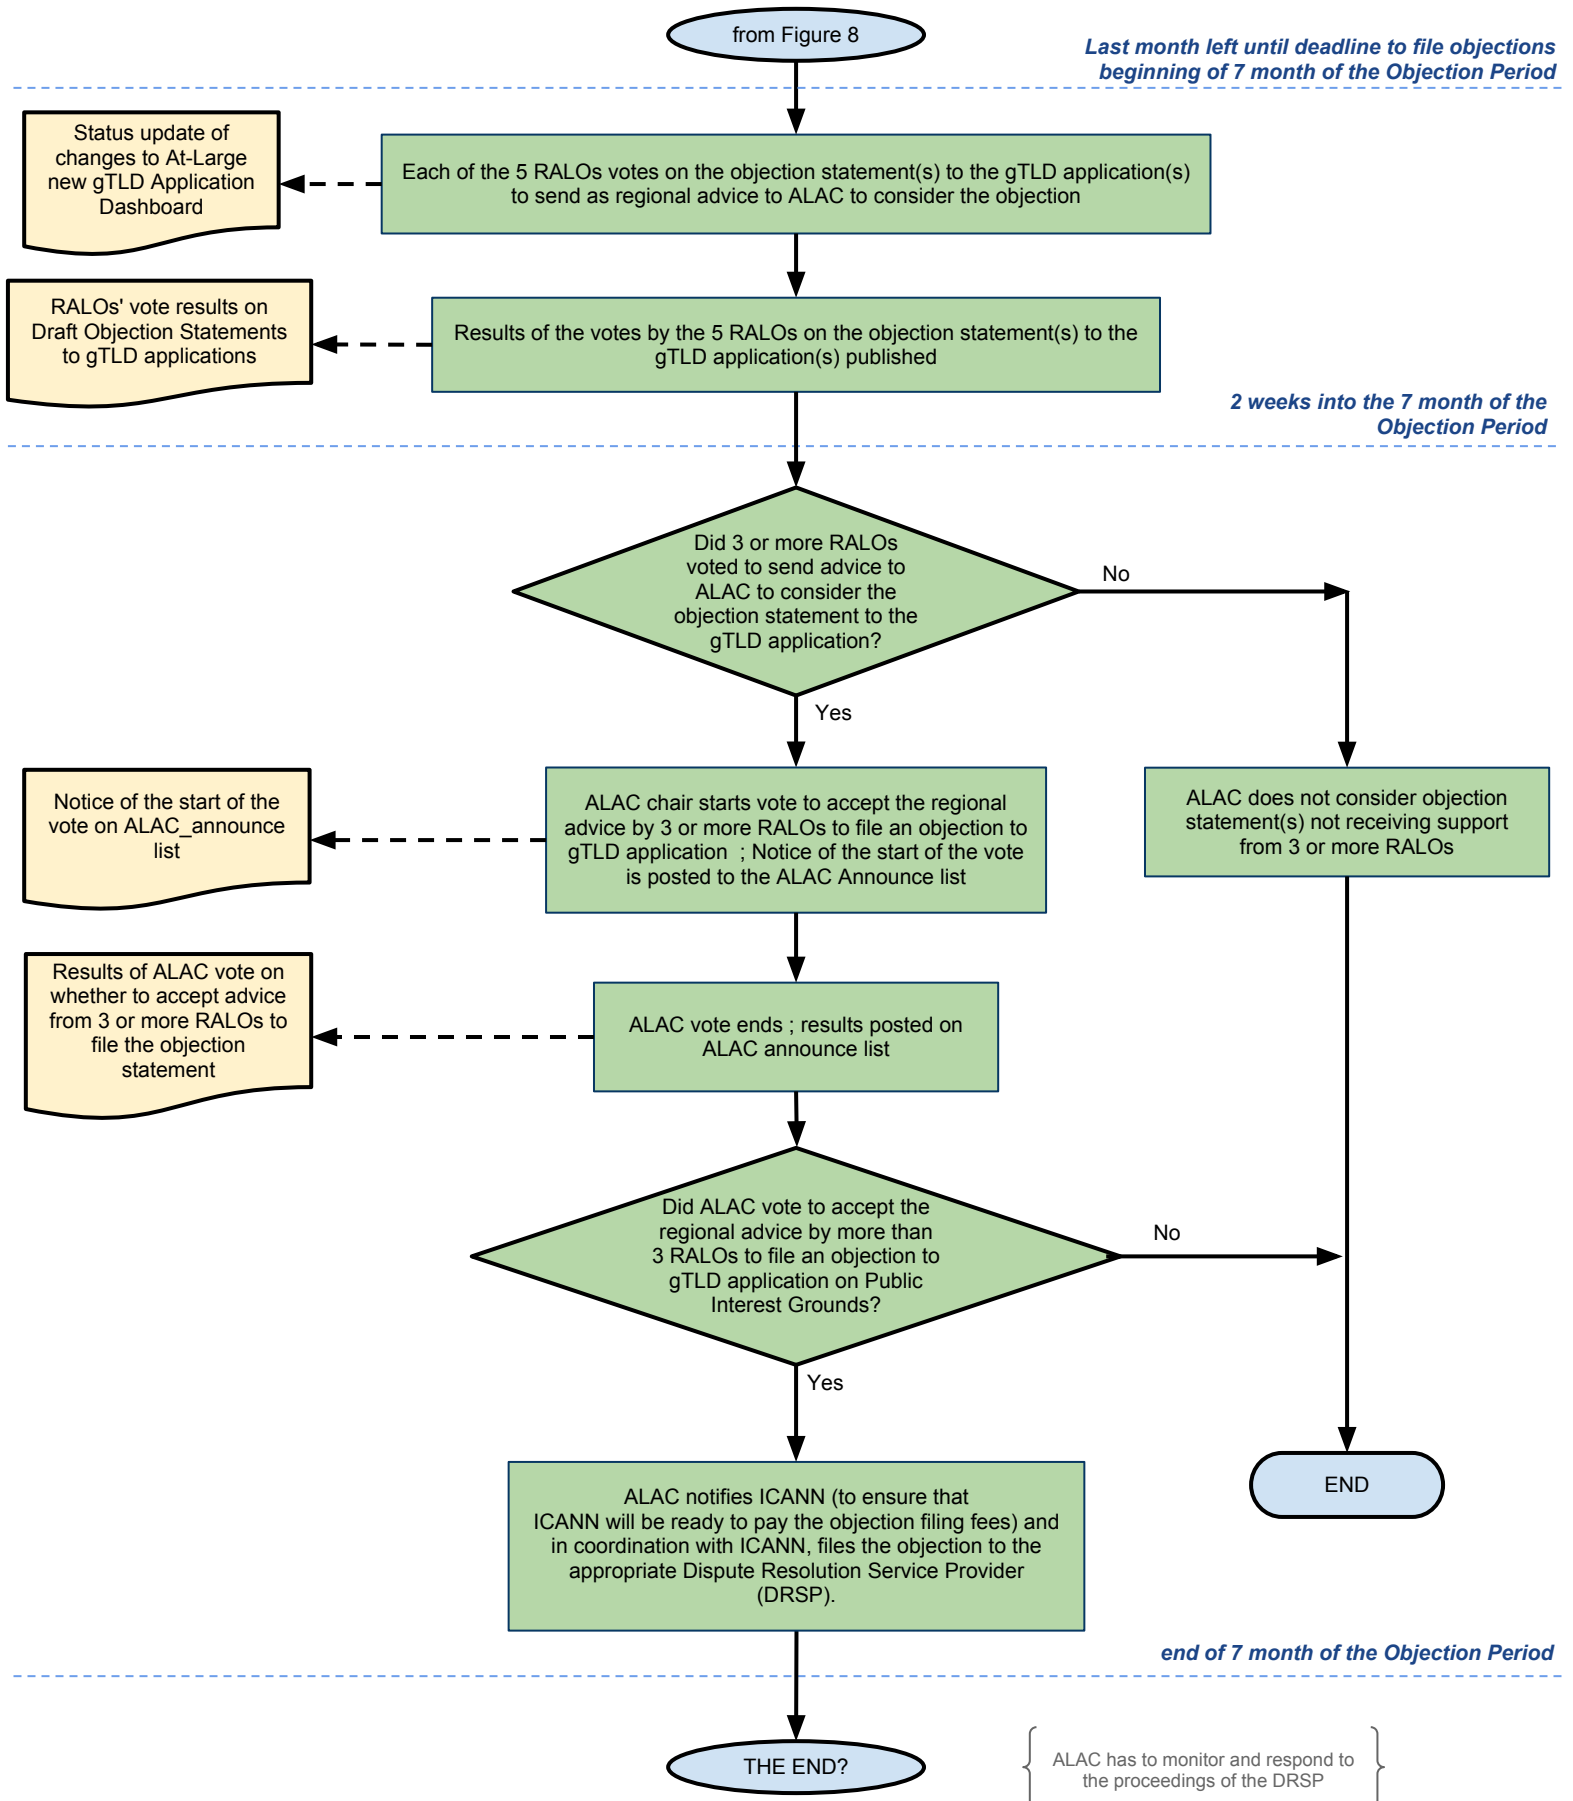 from Figure 8
Last month left until deadline to file objections
beginning of 7 month of the Objection Period
Status update of
changes to At-Large
new gTLD Application
Dashboard
Each of the 5 RALOs votes on the objection statement(s) to the gTLD application(s)
to send as regional advice to ALAC to consider the objection
RALOs' vote results on
Draft Objection Statements
to gTLD applications
Results of the votes by the 5 RALOs on the objection statement(s) to the
gTLD application(s) published
2 weeks into the 7 month of the
Objection Period
Did 3 or more RALOs
voted to send advice to
ALAC to consider the
objection statement to the
gTLD application?
No
Yes
Notice of the start of the
vote on ALAC_announce
list
ALAC chair starts vote to accept the regional
advice by 3 or more RALOs to file an objection to
gTLD application  ; Notice of the start of the vote
is posted to the ALAC Announce list
ALAC does not consider objection
statement(s) not receiving support
from 3 or more RALOs
Results of ALAC vote on
whether to accept advice
from 3 or more RALOs to
file the objection
statement
ALAC vote ends ; results posted on
ALAC announce list
Did ALAC vote to accept the
regional advice by more than
3 RALOs to file an objection to
gTLD application on Public
Interest Grounds?
No
Yes
ALAC notifies ICANN (to ensure that
ICANN will be ready to pay the objection filing fees) and
in coordination with ICANN, files the objection to the
appropriate Dispute Resolution Service Provider
(DRSP).
END
end of 7 month of the Objection Period
THE END?
ALAC has to monitor and respond to
the proceedings of the DRSP